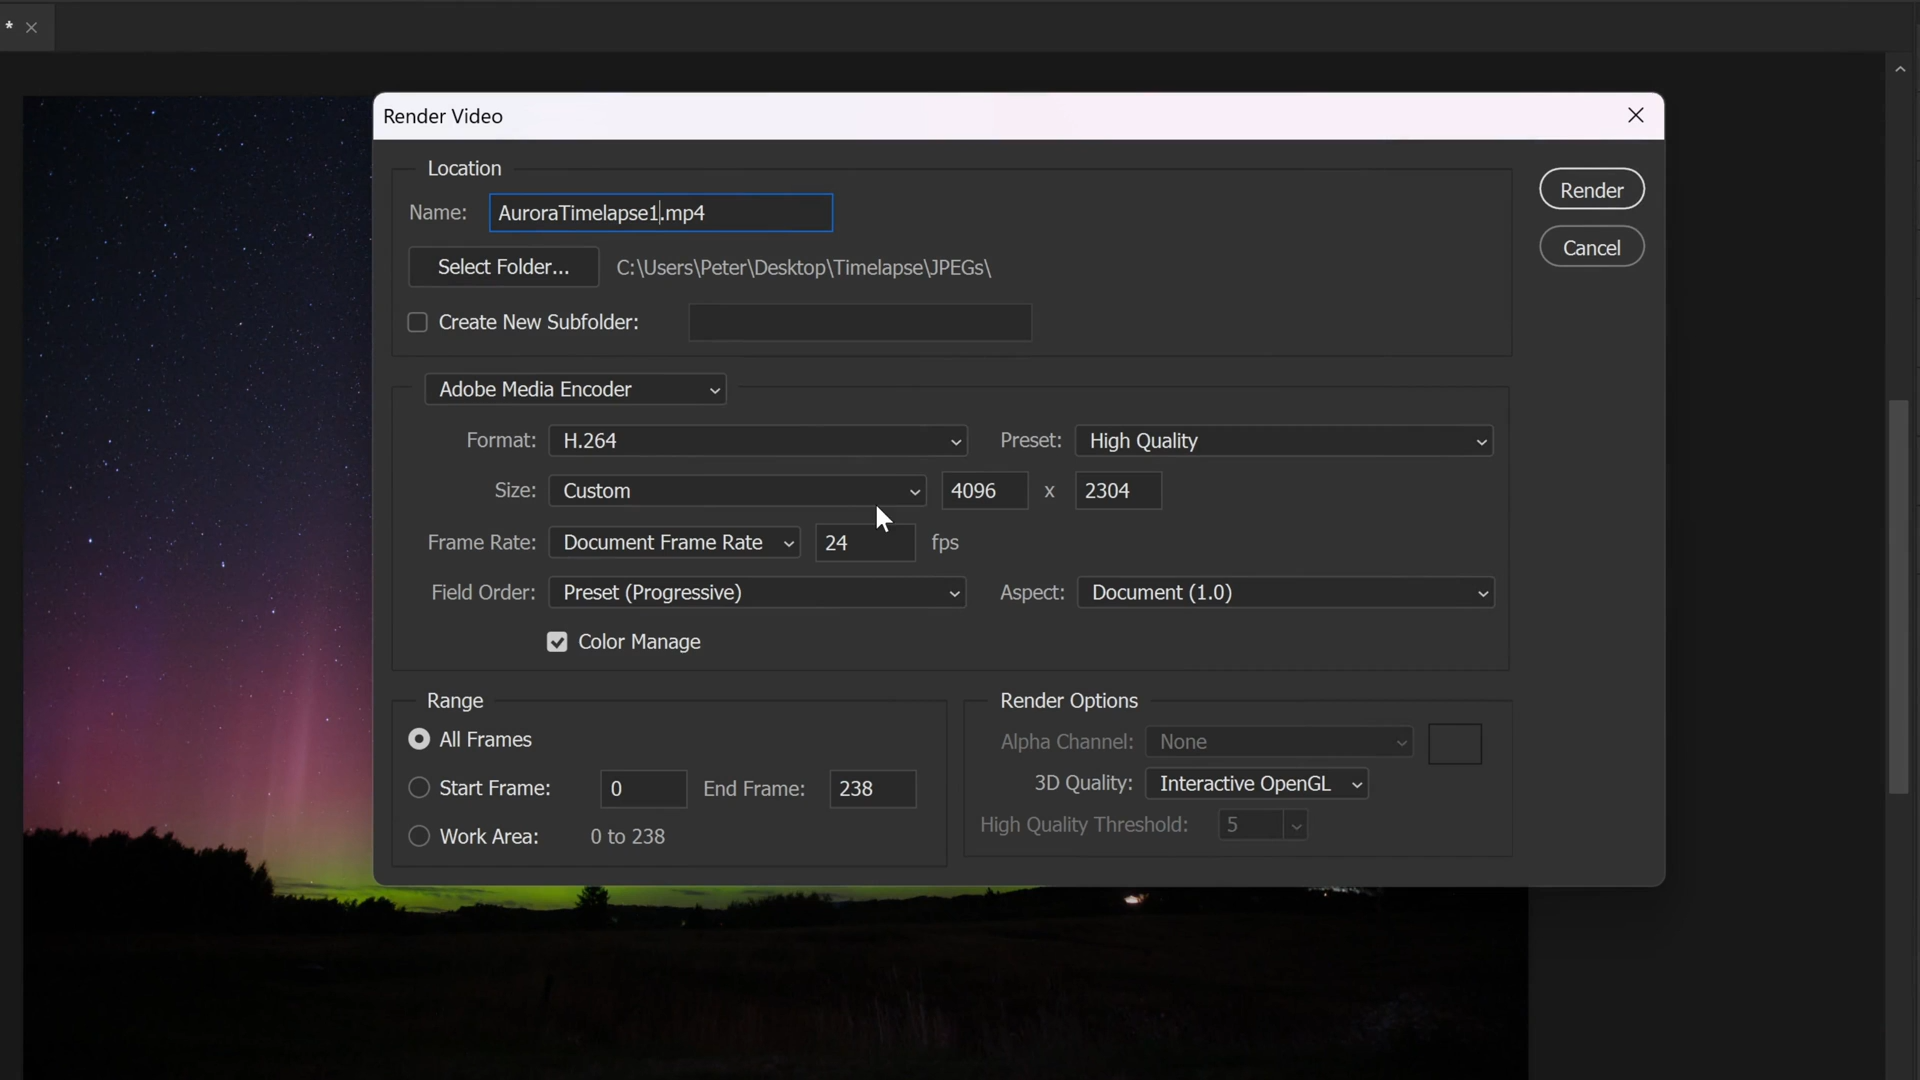 *
Render Video
Location
Name: AuroraTimelapse1.mp4
Select Folder... C:\Users\Peter\Desktop\Timelapse\JPEGs\
Create New Subfolder:
Render
Cancel
Adobe Media Encoder
Format: H.264 Preset: High Quality
Size: Custom 4096 x 2304
Frame Rate: Document Frame Rate 24 fps
Field Order: Preset (Progressive) Aspect: Document (1.0)
Color Manage
Range
All Frames
Start Frame: 0 End Frame: 238
Work Area: 0 to 238
Render Options
Alpha Channel: None
3D Quality: Interactive OpenGL
High Quality Threshold: 5